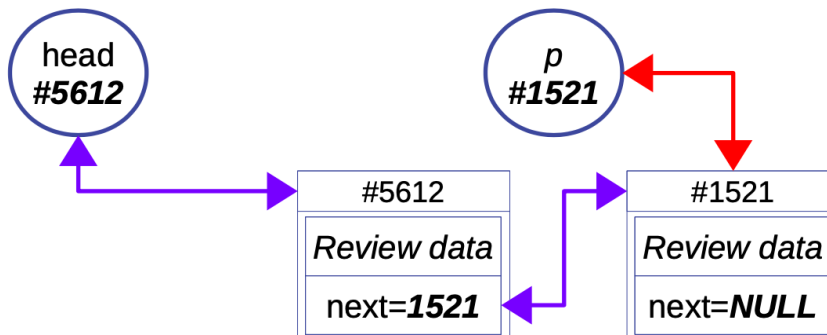 head
#5612
p
#1521
#5612
Review data
next=1521
#1521
Review data
next=NULL